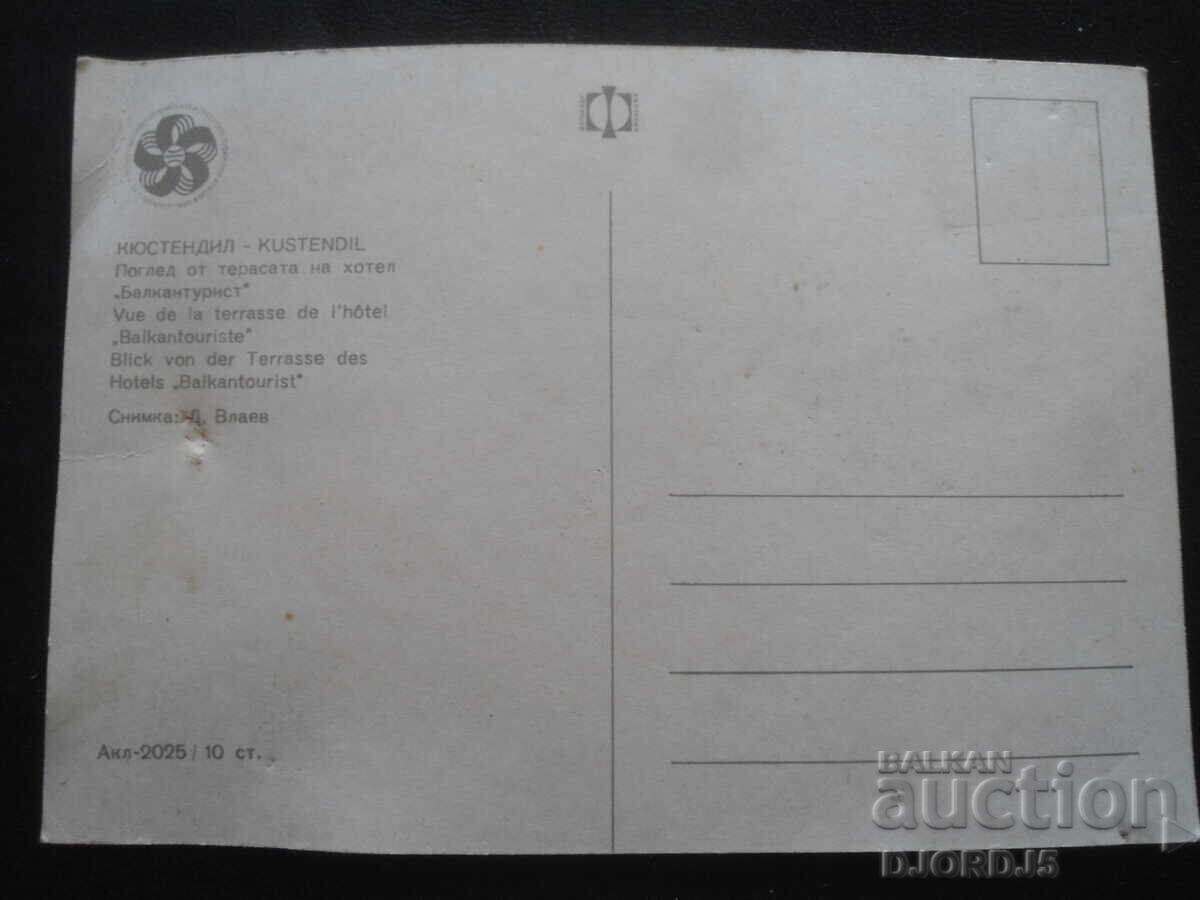 КЮСТЕНДИЛ - KUSTENDIL
Поглед от терасата на хотел
„Балкантурист"
Vue de la terrasse de l'hôtel
„Balkantouriste"
Blick von der Terrasse des
Hotels „Balkantourist"
Снимка: Д. Влаев
Акл-2025 / 10 ст.
BALKAN
auction
DJORDJ5